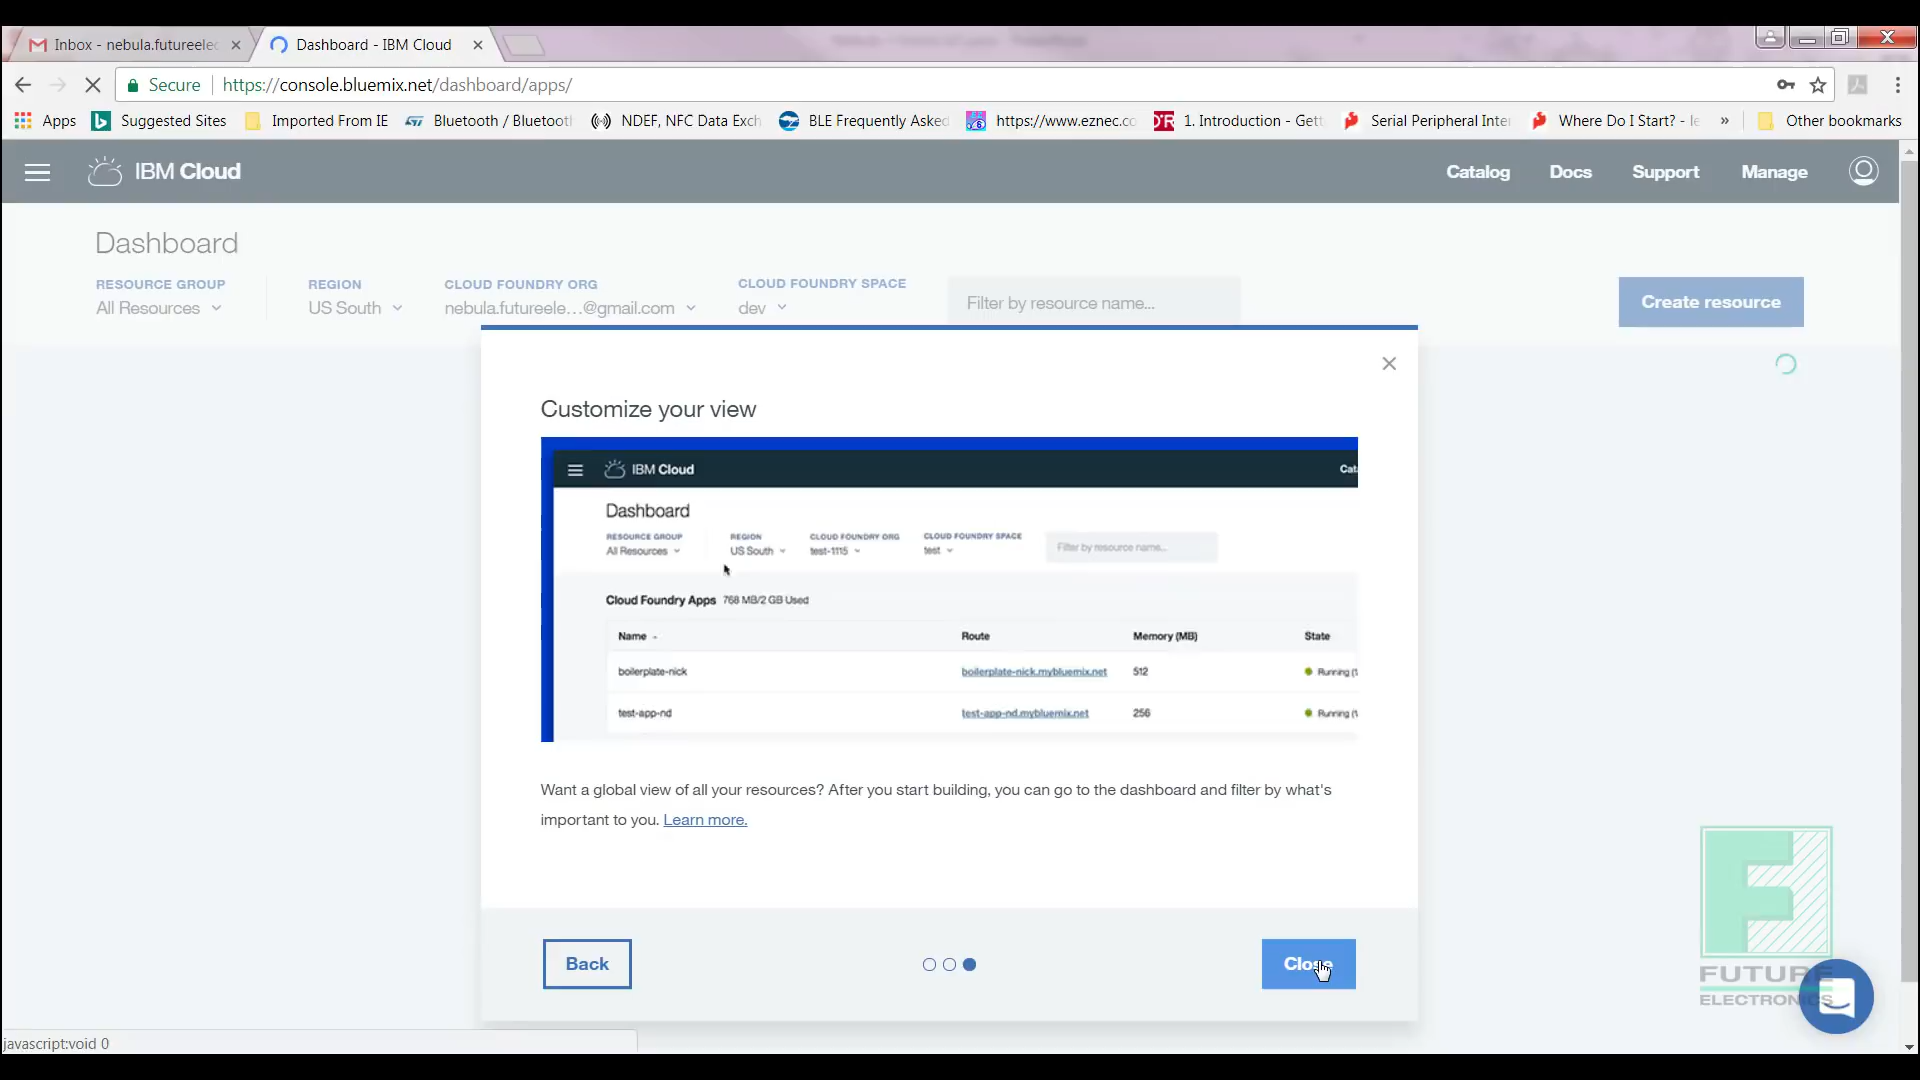 Inbox - nebula.futureelec
Dashboard - IBM Cloud
Secure
https://console.bluemix.net/dashboard/apps/
Apps
Suggested Sites
Imported From IE
Bluetooth / Bluetooth
NDEF, NFC Data Exch
BLE Frequently Asked
https://www.eznec.co
1. Introduction - Gett
Serial Peripheral Inte
Where Do I Start? - le
»
Other bookmarks
IBM Cloud
Catalog
Docs
Support
Manage
Dashboard
RESOURCE GROUP
REGION
CLOUD FOUNDRY ORG
CLOUD FOUNDRY SPACE
All Resources
US South
nebula.futureele...@gmail.com
dev
Filter by resource name...
Create resource
Customize your view
IBM Cloud
Cat
Dashboard
RESOURCE GROUP
REGION
CLOUD FOUNDRY ORG
CLOUD FOUNDRY SPACE
All Resources
US South
test-1115
test
Filter by resource name...
Cloud Foundry Apps 768 MB/2 GB Used
Name
Route
Memory (MB)
State
boilerplate-nick
boilerplate-nick.mybluemix.net
512
Running (1
test-app-nd
test-app-nd.mybluemix.net
256
Running (1
Want a global view of all your resources? After you start building, you can go to the dashboard and filter by what's
important to you. Learn more.
Back
Close
FUTURE
ELECTRONICS
javascript:void 0